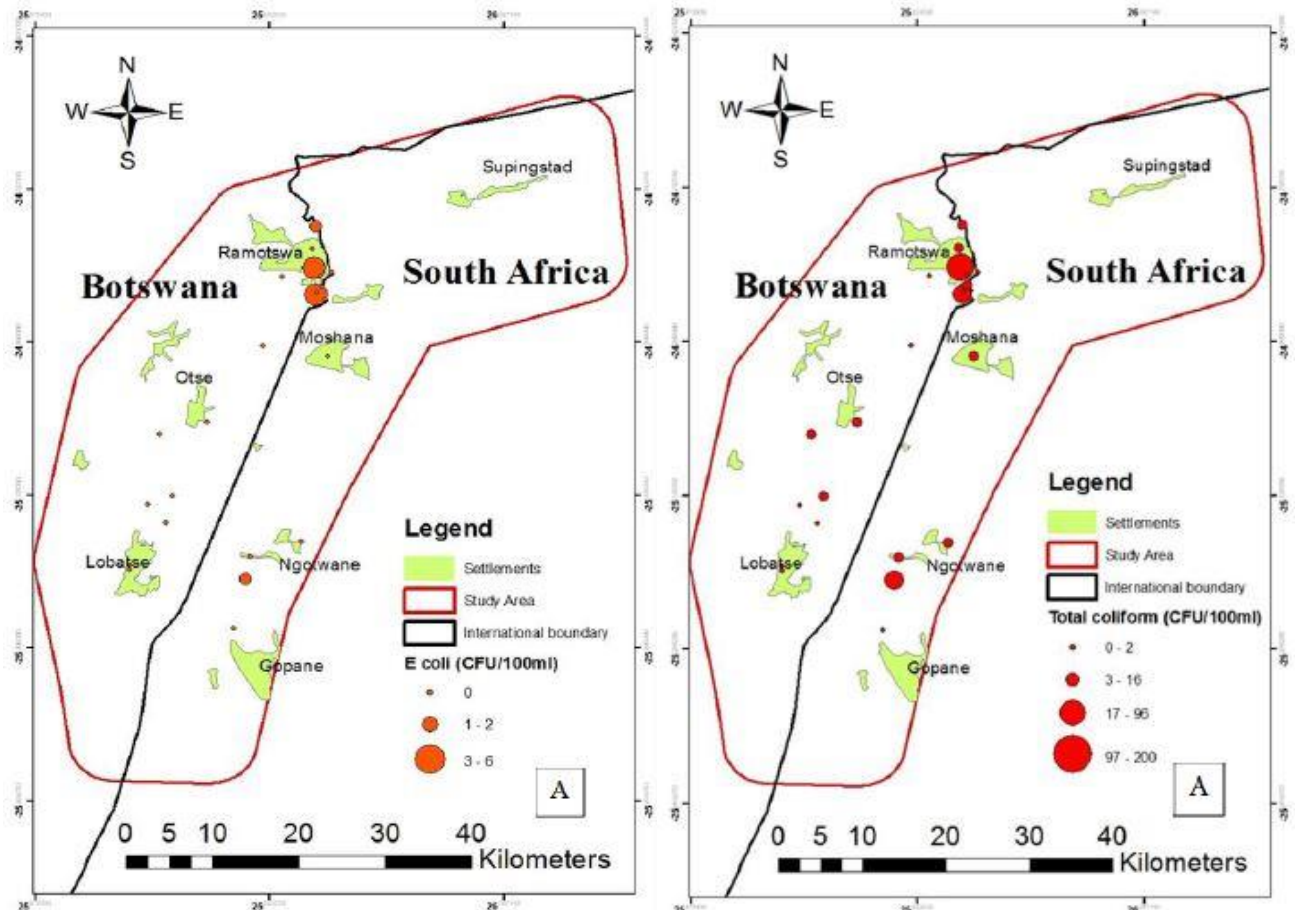 N
W E
S
Supingstad
Ramotswa
Botswana
South Africa
Moshana
Otse
Lobatse
Ngotwane
Gopane
Legend
Settlements
Study Area
International boundary
E coli (CFU/100ml)
0
1 - 2
3 - 6
A
0 5 10 20 30 40
Kilometers
N
W E
S
Supingstad
Ramotswa
Botswana
South Africa
Moshana
Otse
Lobatse
Ngotwane
Gopane
Legend
Settlements
Study Area
International boundary
Total coliform (CFU/100ml)
0 - 2
3 - 16
17 - 96
97 - 200
A
0 5 10 20 30 40
Kilometers